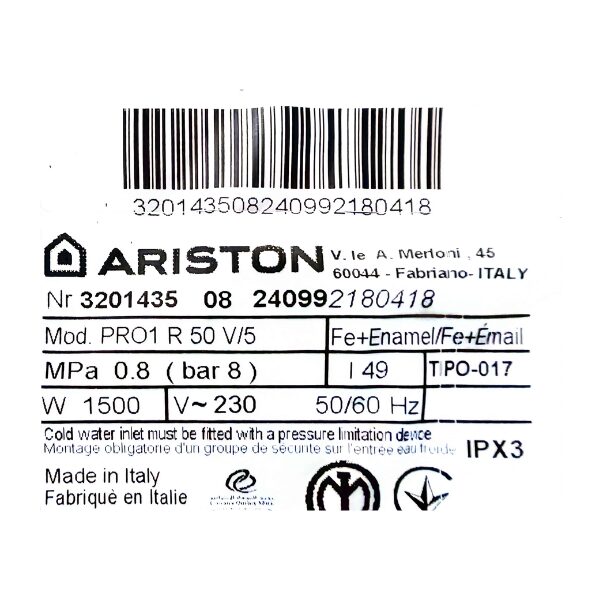 3201435082409921​80418
ARISTON
V. le A. Merloni , 45
60044 - Fabriano- ITALY
Nr 3201435 08 240992180418
Mod. PRO1 R 50 V/5
Fe+Enamel/Fe+Émail
MPa 0.8 ( bar 8 )
l 49
TIPO-017
W 1500
V~ 230
50/60 Hz
Cold water inlet must be fitted with a pressure limitation device
Montage obligatoire d'un groupe de sécurité sur l'entrée eau froide
IPX3
Made in Italy
Fabriqué en Italie